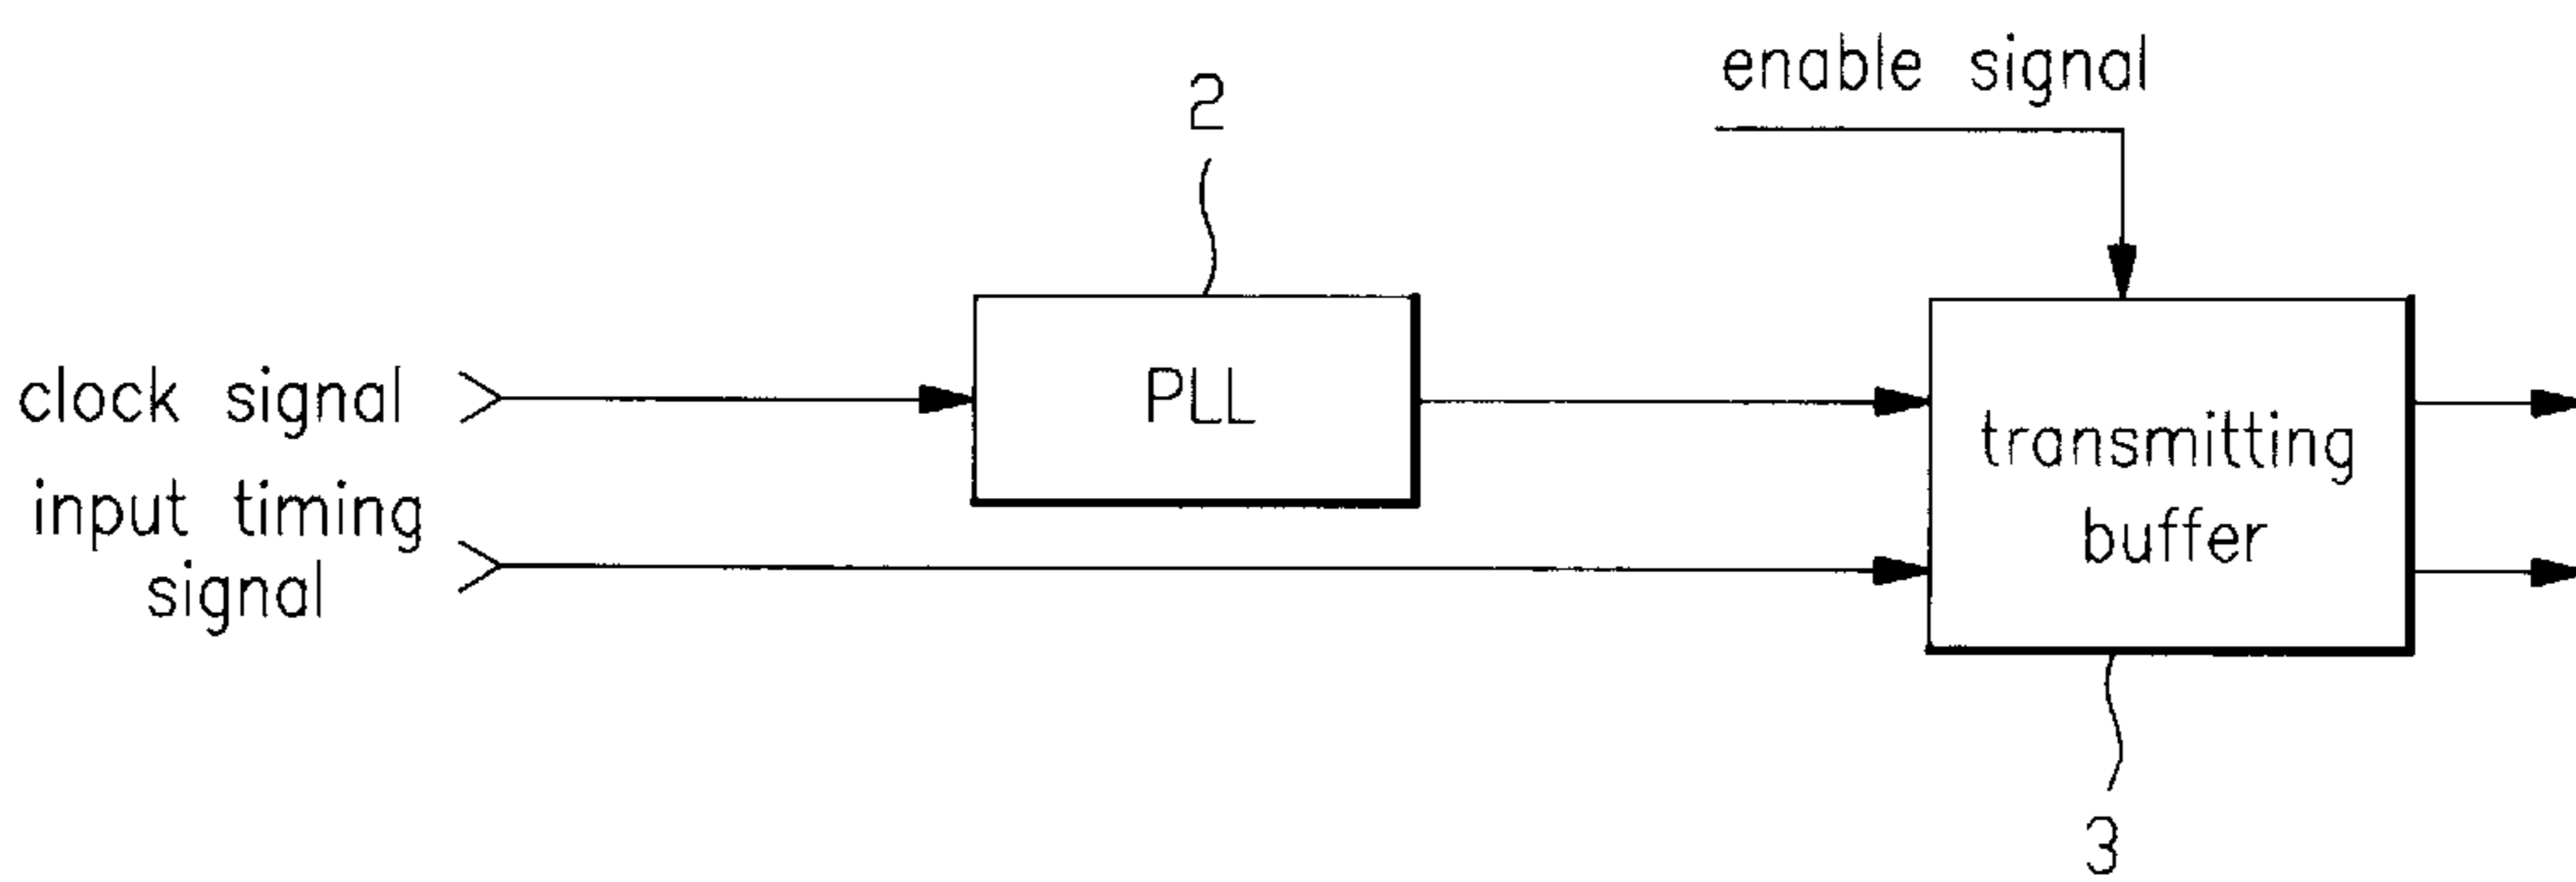 enable signal
2
clock signal
PLL
transmitting
buffer
input timing
signal
3